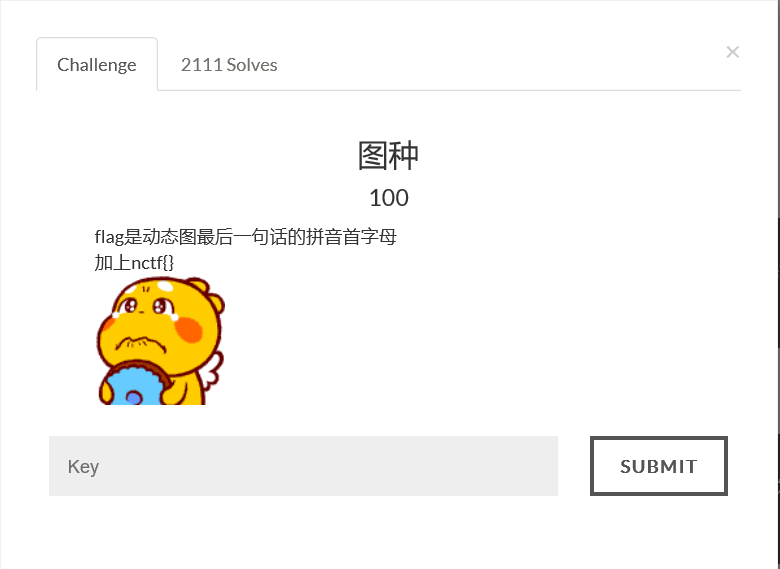 Challenge
2111 Solves
×
图种
100
flag是动态图最后一句话的拼音首字母
加上nctf{}
Key
SUBMIT